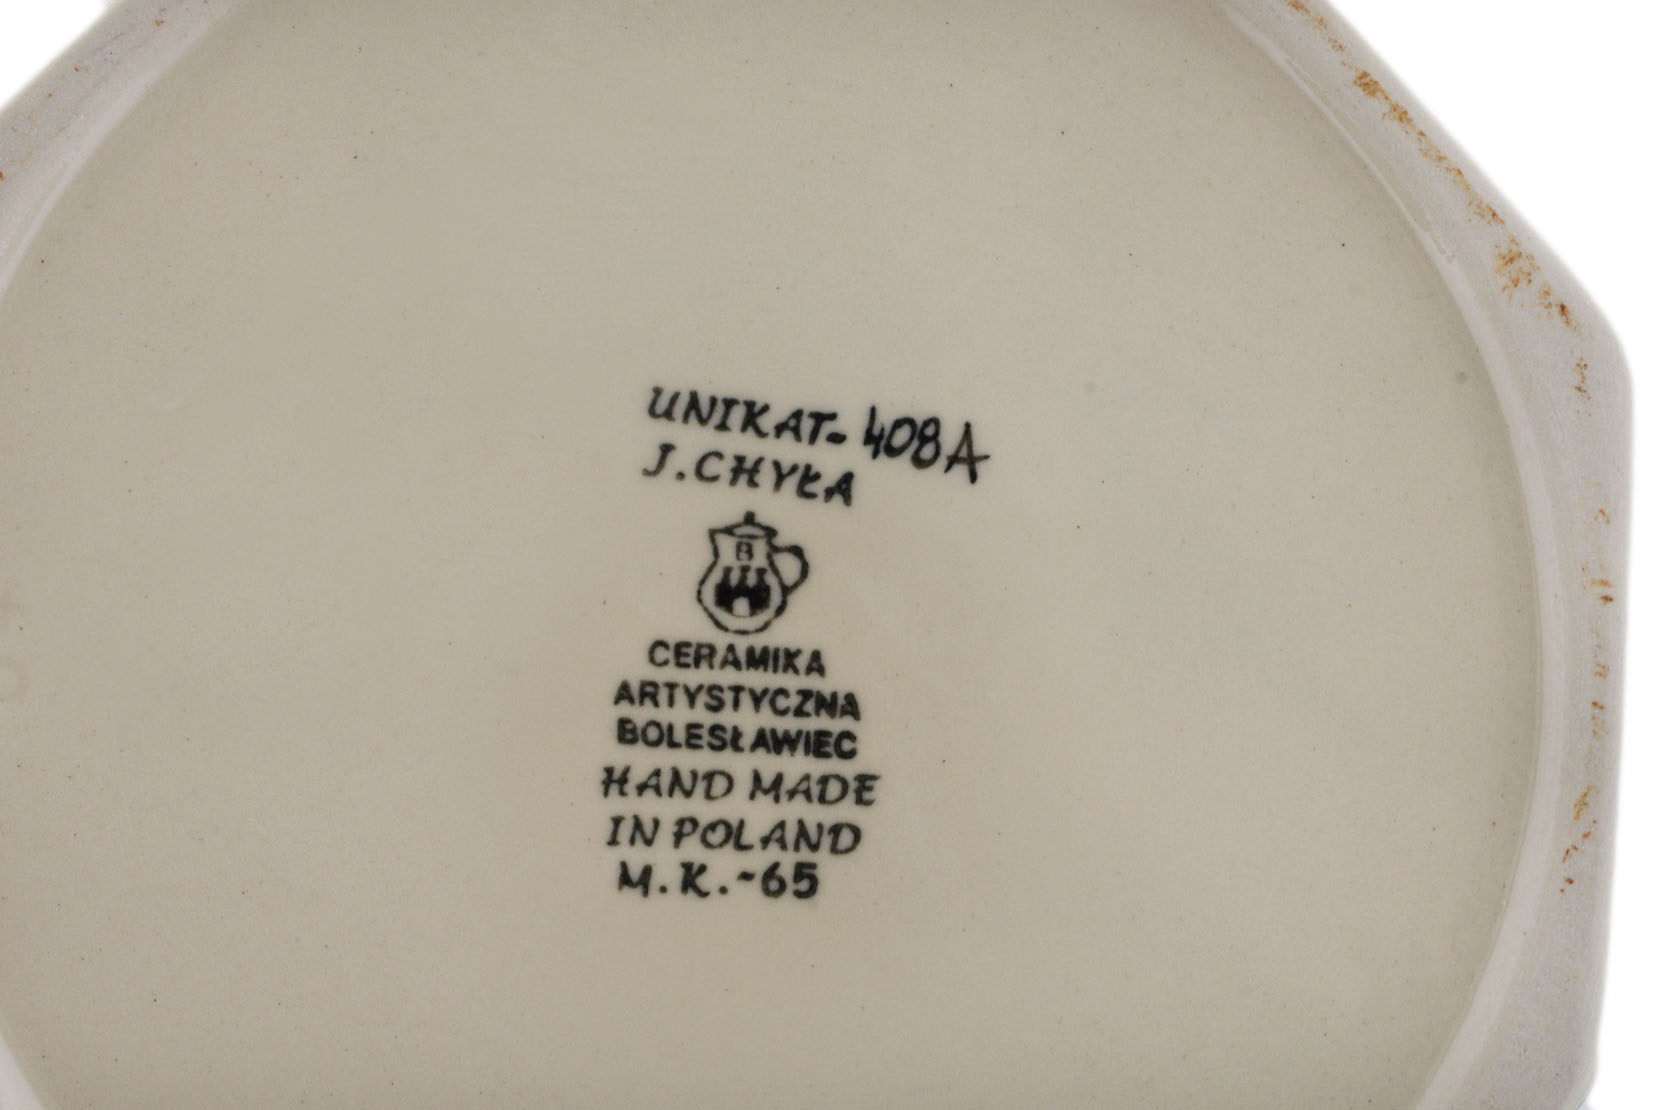 UNIKAT- 408A
J.CHYŁA
B
CERAMIKA
ARTYSTYCZNA
BOLESŁAWIEC
HAND MADE
IN POLAND
M.K.-65